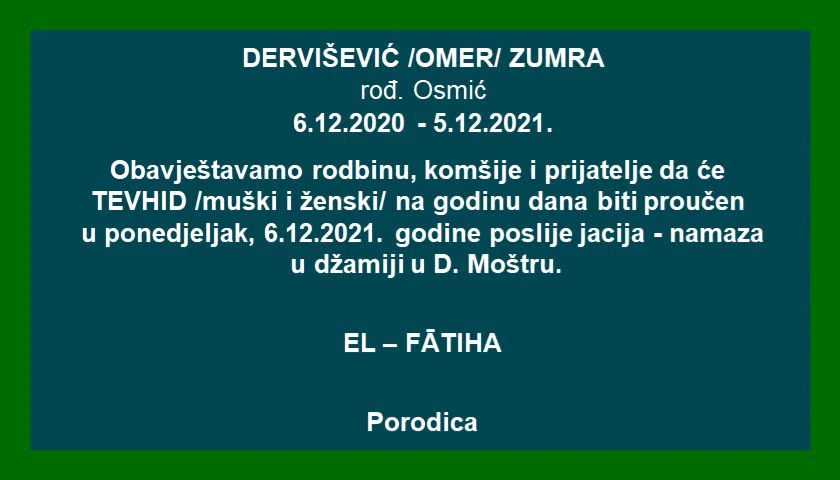 DERVIŠEVIĆ /OMER/ ZUMRA
rođ. Osmić
6.12.2020 - 5.12.2021.
Obavještavamo rodbinu, komšije i prijatelje da će
TEVHID /muški i ženski/ na godinu dana biti proučen
u ponedjeljak, 6.12.2021. godine poslije jacija - namaza
u džamiji u D. Moštru.
EL – FĀTIHA
Porodica